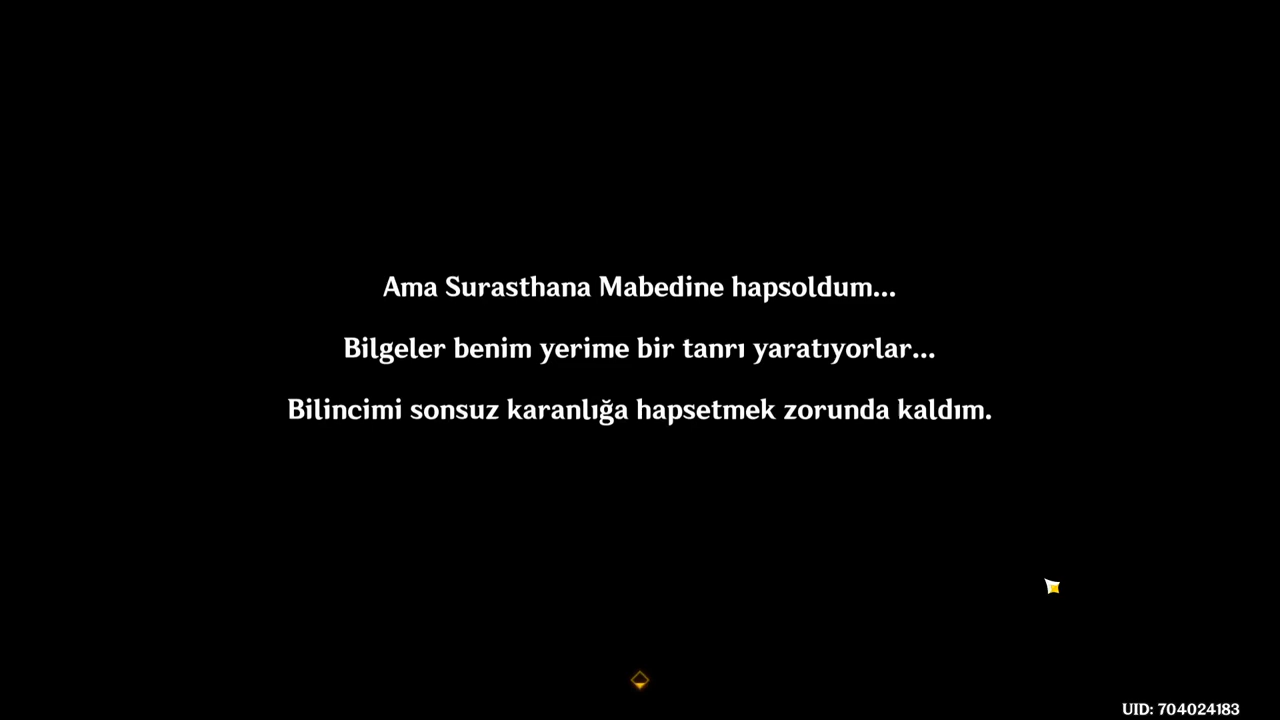 Ama Surasthana Mabedine hapsoldum...
Bilgeler benim yerime bir tanrı yaratıyorlar...
Bilincimi sonsuz karanlığa hapsetmek zorunda kaldım.
UID: 704024183